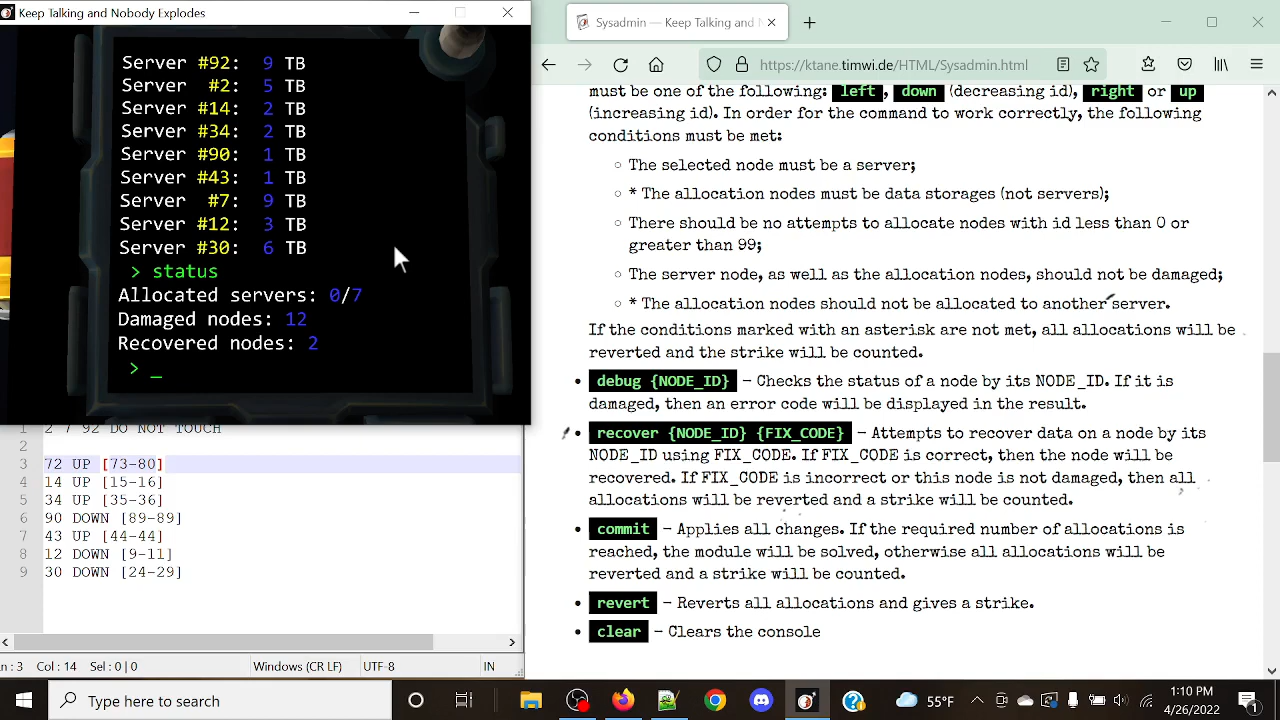 Keep Talking and Nobody Explodes
Server #92: 9 TB
Server #2: 5 TB
Server #14: 2 TB
Server #34: 2 TB
Server #90: 1 TB
Server #43: 1 TB
Server #7: 9 TB
Server #12: 3 TB
Server #30: 6 TB
> status
Allocated servers: 0/7
Damaged nodes: 12
Recovered nodes: 2
> _
1 2 7 92 DO NOT TOUCH
2
3 72 UP [73-80]
4 14 UP [15-16]
5 34 UP [35-36]
6 90 DOWN [89-89]
7 43 UP [44-44]
8 12 DOWN [9-11]
9 30 DOWN [24-29]
Ln : 3 Col : 14 Sel : 0 | 0 Windows (CR LF) UTF-8 IN
Sysadmin — Keep Talking and N
https://ktane.timwi.de/HTML/Sysadmin.html
must be one of the following: left, down (decreasing id), right or up
(increasing id). In order for the command to work correctly, the following
conditions must be met:
The selected node must be a server;
* The allocation nodes must be data storages (not servers);
There should be no attempts to allocate nodes with id less than 0 or
greater than 99;
The server node, as well as the allocation nodes, should not be damaged;
* The allocation nodes should not be allocated to another server.
If the conditions marked with an asterisk are not met, all allocations will be
reverted and the strike will be counted.
debug {NODE_ID} – Checks the status of a node by its NODE_ID. If it is
damaged, then an error code will be displayed in the result.
recover {NODE_ID} {FIX_CODE} – Attempts to recover data on a node by its
NODE_ID using FIX_CODE. If FIX_CODE is correct, then the node will be
recovered. If FIX_CODE is incorrect or this node is not damaged, then all
allocations will be reverted and a strike will be counted.
commit – Applies all changes. If the required number of allocations is
reached, the module will be solved, otherwise all allocations will be
reverted and a strike will be counted.
revert – Reverts all allocations and gives a strike.
clear – Clears the console
Type here to search
55°F
1:10 PM
4/26/2022
1